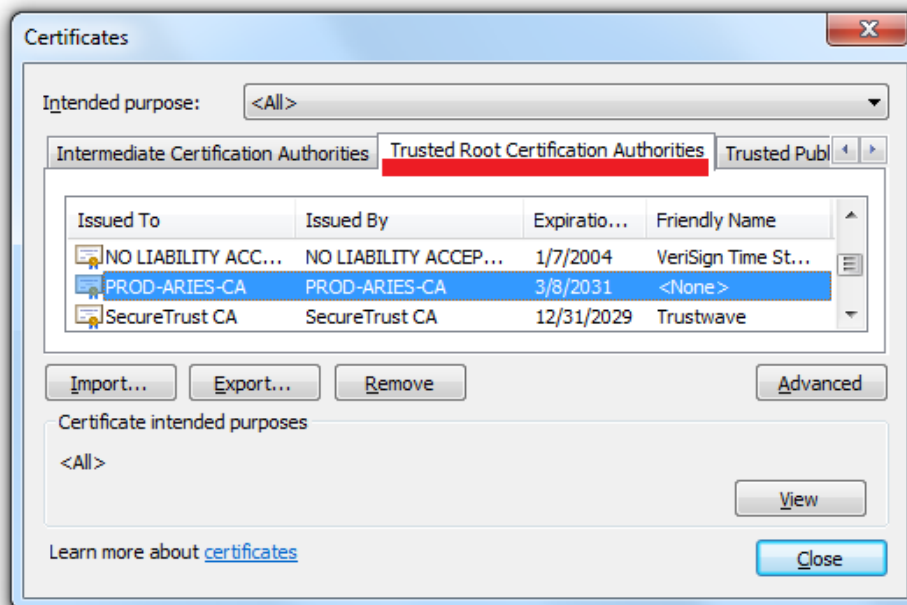 Certificates
Intended purpose: <All>
Intermediate Certification Authorities Trusted Root Certification Authorities Trusted Publ
Issued To Issued By Expiratio... Friendly Name
NO LIABILITY ACC... NO LIABILITY ACCEP... 1/7/2004 VeriSign Time St...
PROD-ARIES-CA PROD-ARIES-CA 3/8/2031 <None>
SecureTrust CA SecureTrust CA 12/31/2029 Trustwave
Import... Export... Remove Advanced
Certificate intended purposes
<All>
View
Learn more about certificates
Close